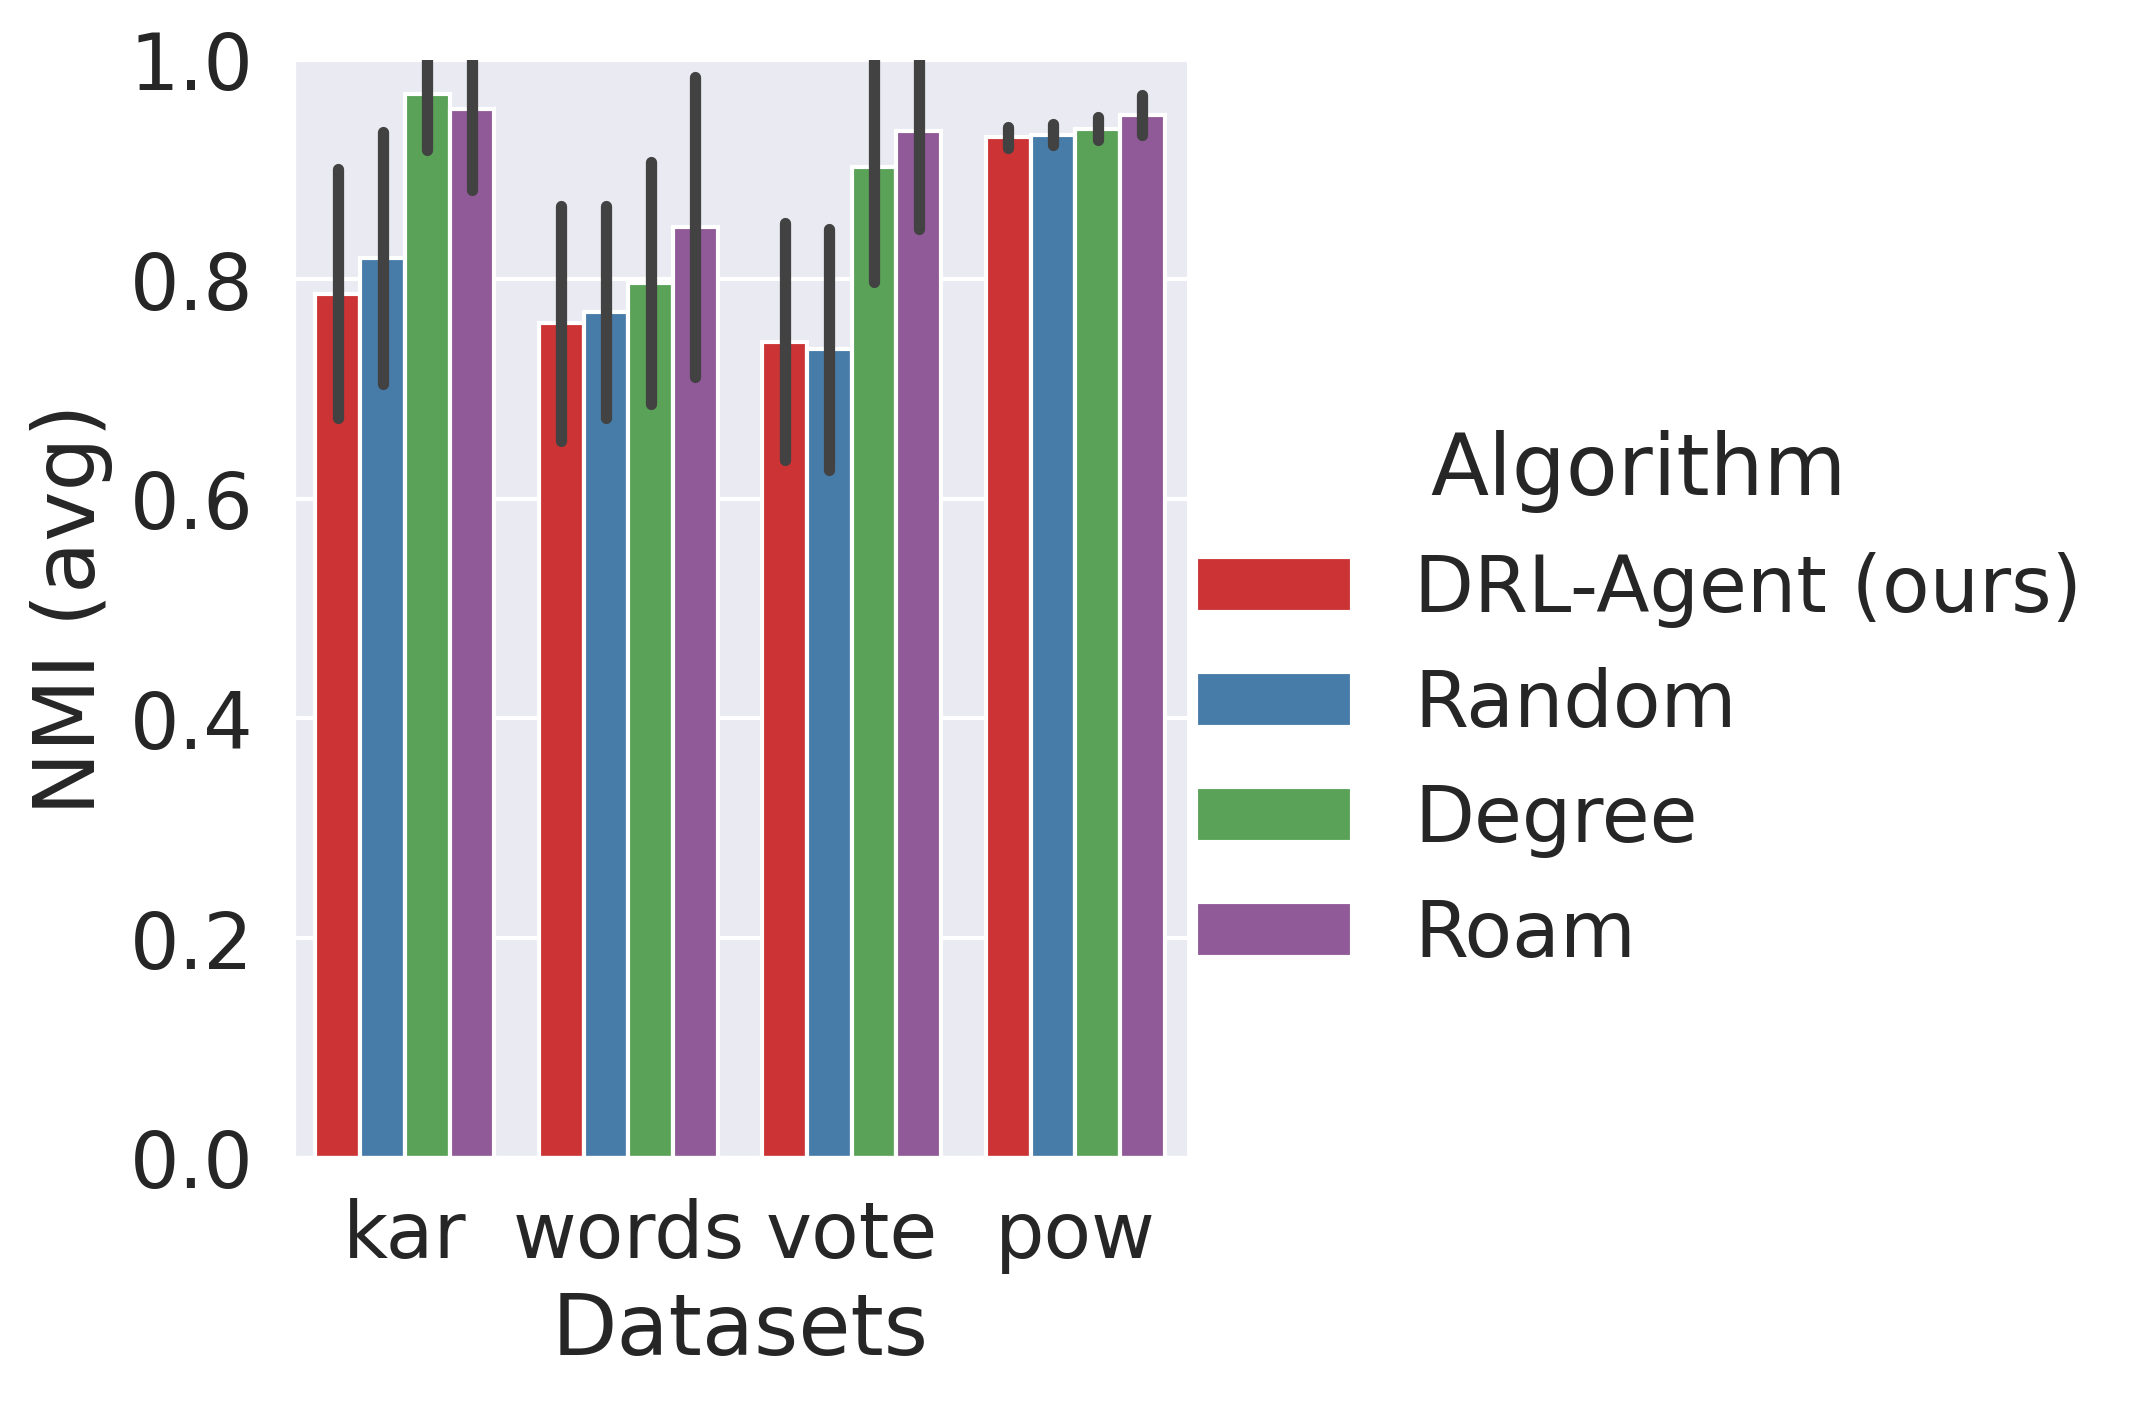 1.0
0.8
0.6
0.4
0.2
0.0
NMI (avg)
kar words vote pow
Datasets
Algorithm
DRL-Agent (ours)
Random
Degree
Roam